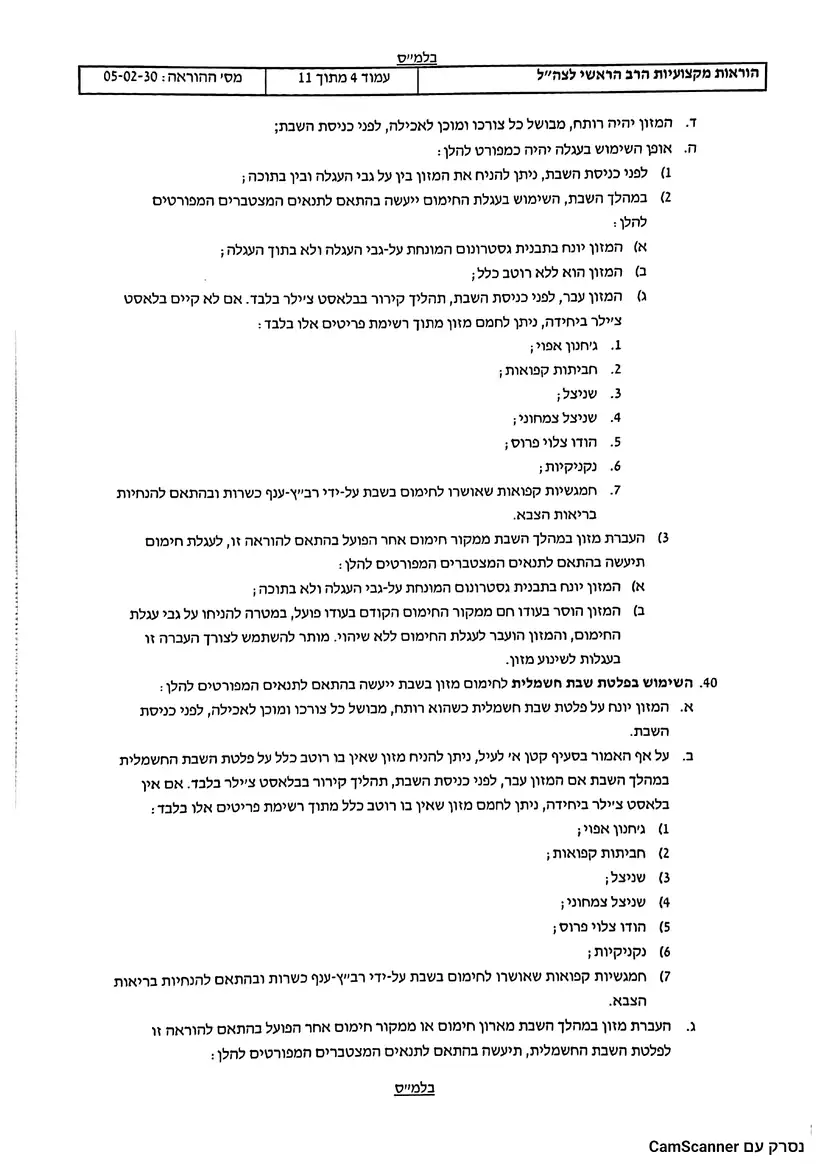 בלמ״ס
הוראות מקצועיות הרב הראשי לצה״ל
עמוד 4 מתוך 11
מס׳ ההוראה: 05-02-30
ד. המזון יהיה רותח, מבושל כל צורכו ומוכן לאכילה, לפני כניסת השבת;
ה. אופן השימוש בעגלה יהיה כמפורט להלן:
1) לפני כניסת השבת, ניתן להניח את המזון בין על גבי העגלה ובין בתוכה;
2) במהלך השבת, השימוש בעגלת החימום ייעשה בהתאם לתנאים המצטברים המפורטים
להלן:
א) המזון יונח בתבנית גסטרונום המונחת על-גבי העגלה ולא בתוך העגלה;
ב) המזון הוא ללא רוטב כלל;
ג) המזון עבר, לפני כניסת השבת, תהליך קירור בבלאסט צ׳ילר בלבד. אם לא קיים בלאסט
צ׳ילר ביחידה, ניתן לחמם מזון מתוך רשימת פריטים אלו בלבד:
1. ג׳חנון אפוי;
2. חביתות קפואות;
3. שניצל;
4. שניצל צמחוני;
5. הודו צלוי פרוס;
6. נקניקיות;
7. חמגשיות קפואות שאושרו לחימום בשבת על-ידי רב״ץ-ענף כשרות ובהתאם להנחיות
בריאות הצבא.
3) העברת מזון במהלך השבת ממקור חימום אחר הפועל בהתאם להוראה זו, לעגלת חימום
תיעשה בהתאם לתנאים המצטברים המפורטים להלן:
א) המזון יונח בתבנית גסטרונום המונחת על-גבי העגלה ולא בתוכה;
ב) המזון הוסר בעודו חם ממקור החימום הקודם בעודו פועל, במטרה להניחו על גבי עגלת
החימום, והמזון הועבר לעגלת החימום ללא שיהוי. מותר להשתמש לצורך העברה זו
בעגלות לשינוע מזון.
40. השימוש בפלטת שבת חשמלית לחימום מזון בשבת ייעשה בהתאם לתנאים המפורטים להלן:
א. המזון יונח על פלטת שבת חשמלית כשהוא רותח, מבושל כל צורכו ומוכן לאכילה, לפני כניסת
השבת.
ב. על אף האמור בסעיף קטן א׳ לעיל, ניתן להניח מזון שאין בו רוטב כלל על פלטת השבת החשמלית
במהלך השבת אם המזון עבר, לפני כניסת השבת, תהליך קירור בבלאסט צ׳ילר בלבד. אם אין
בלאסט צ׳ילר ביחידה, ניתן לחמם מזון שאין בו רוטב כלל מתוך רשימת פריטים אלו בלבד:
1) ג׳חנון אפוי;
2) חביתות קפואות;
3) שניצל;
4) שניצל צמחוני;
5) הודו צלוי פרוס;
6) נקניקיות;
7) חמגשיות קפואות שאושרו לחימום בשבת על-ידי רב״ץ-ענף כשרות ובהתאם להנחיות בריאות
הצבא.
ג. העברת מזון במהלך השבת מארון חימום או ממקור חימום אחר הפועל בהתאם להוראה זו
לפלטת השבת החשמלית, תיעשה בהתאם לתנאים המצטברים המפורטים להלן:
בלמ״ס
נסרק עם CamScanner